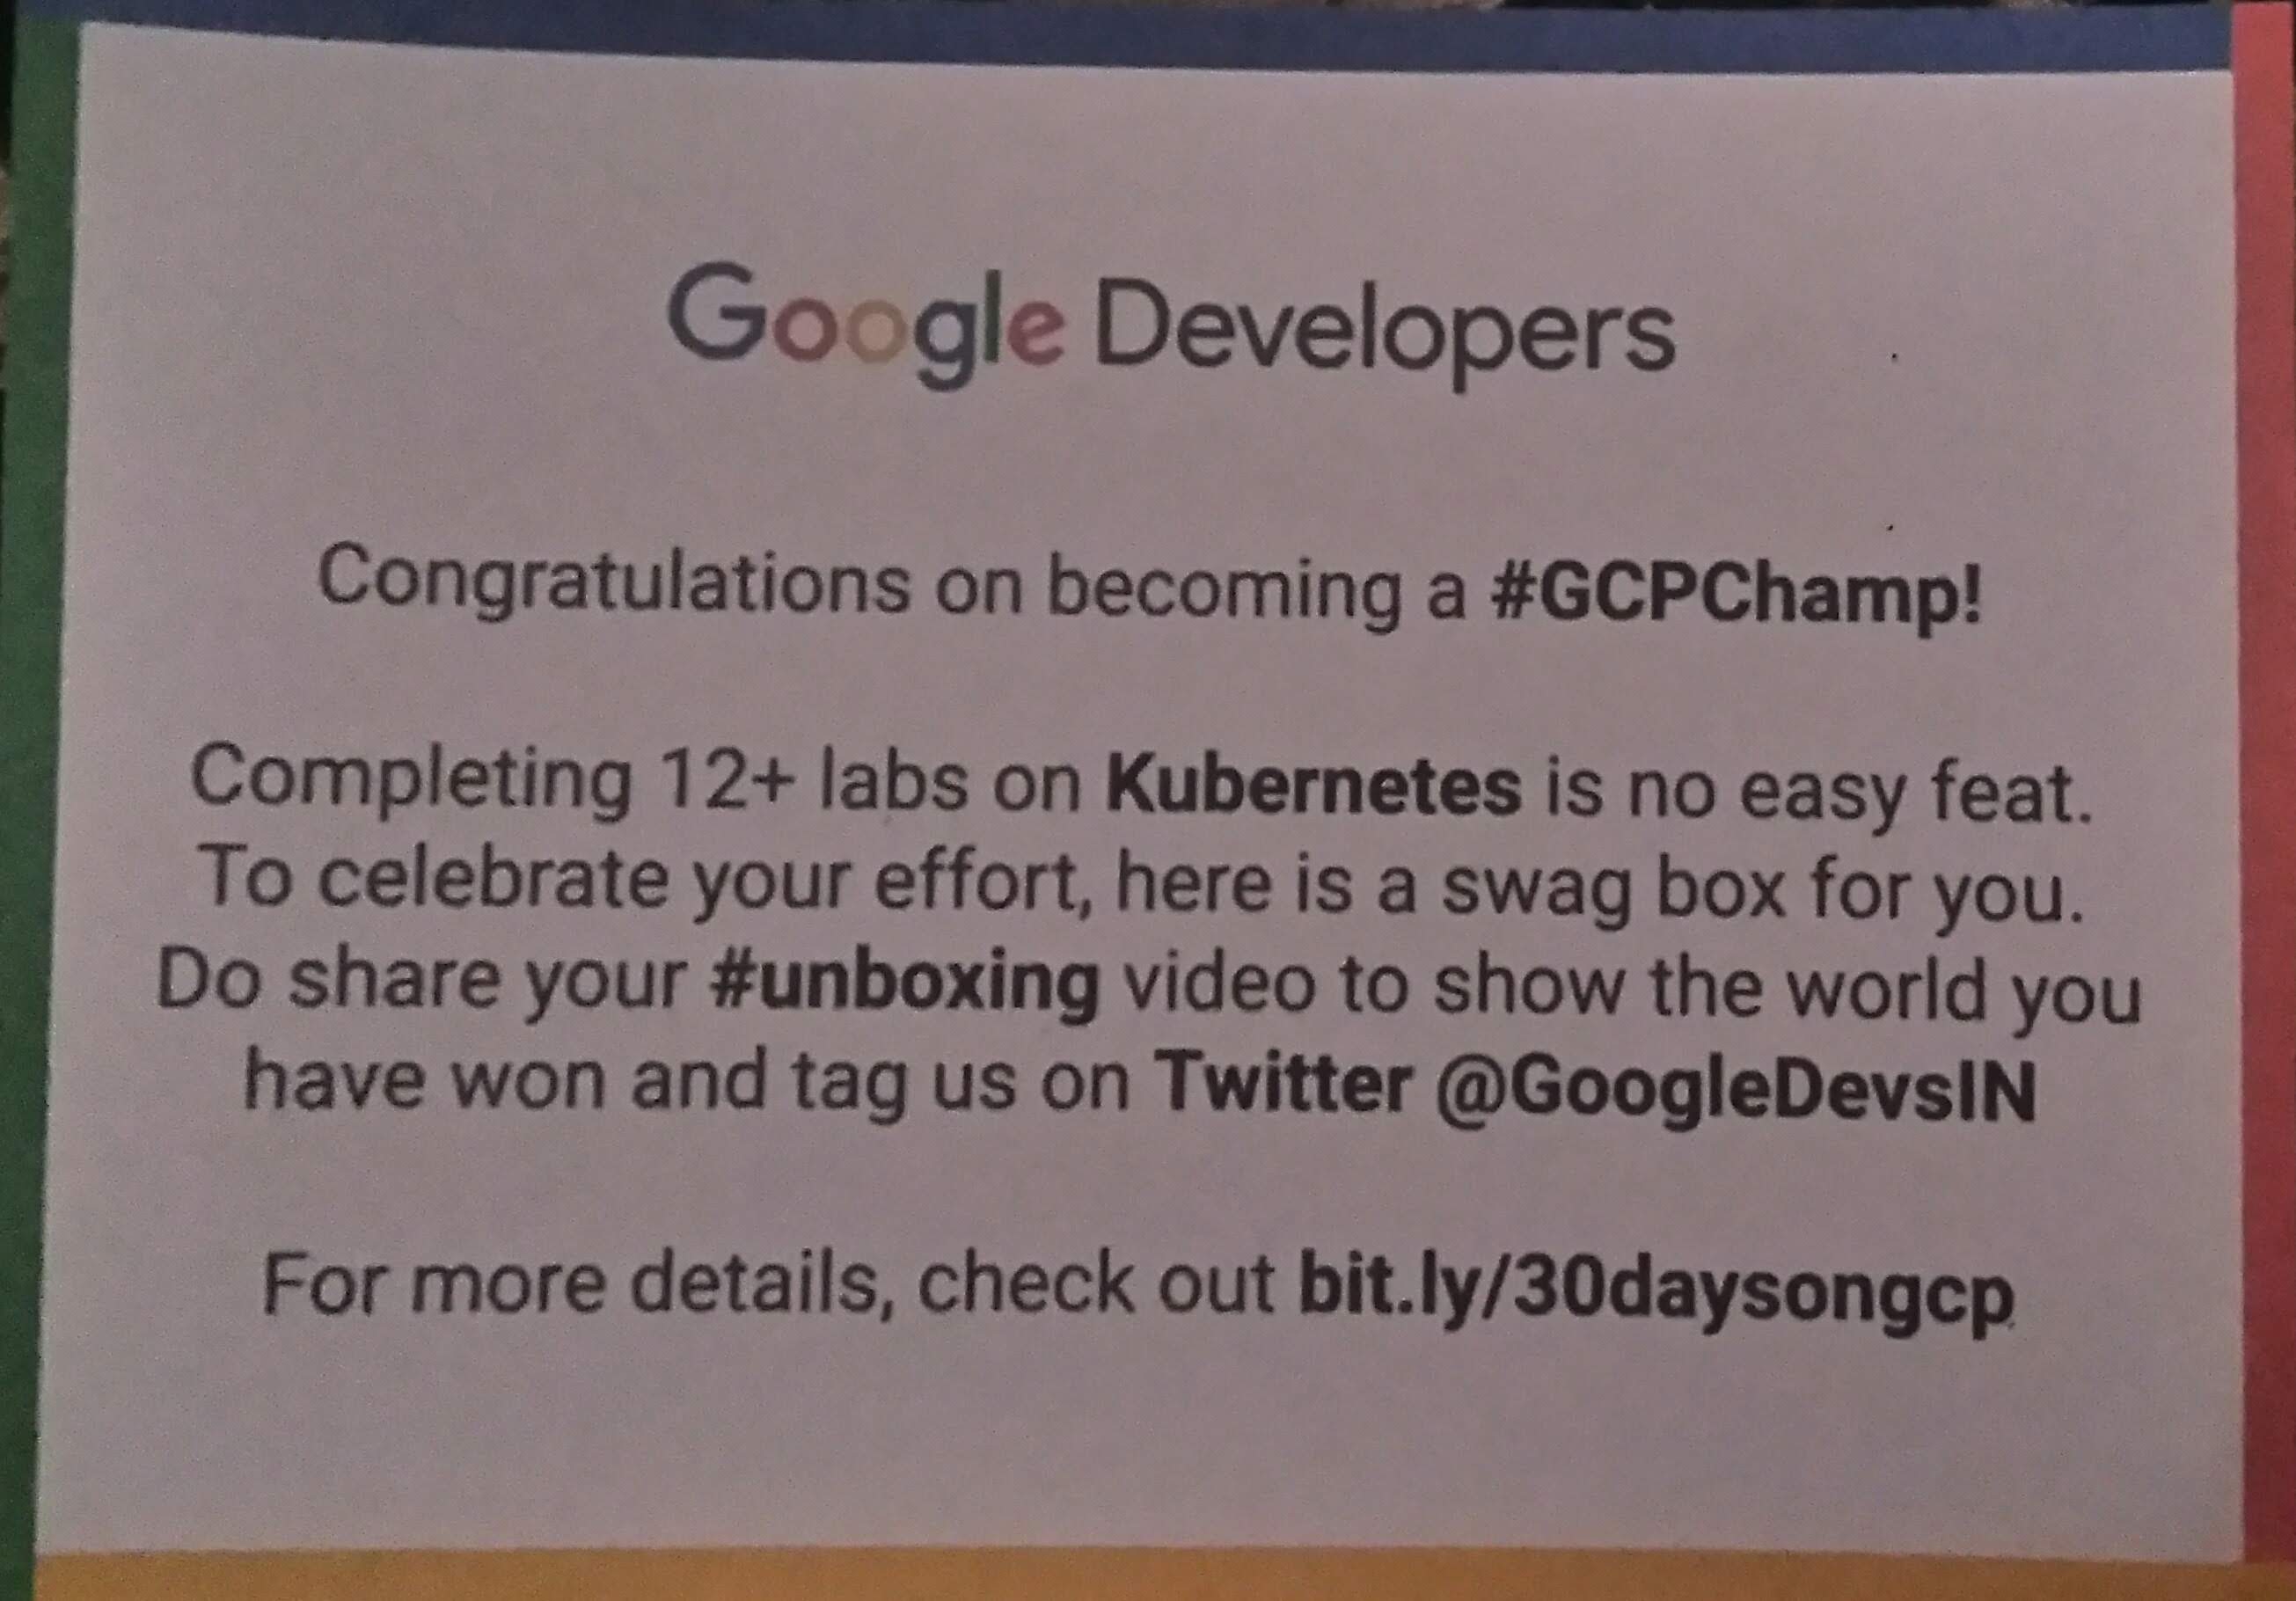 Google Developers
Congratulations on becoming a #GCPChamp!
Completing 12+ labs on Kubernetes is no easy feat.
To celebrate your effort, here is a swag box for you.
Do share your #unboxing video to show the world you
have won and tag us on Twitter @GoogleDevsIN
For more details, check out bit.ly/30daysongcp